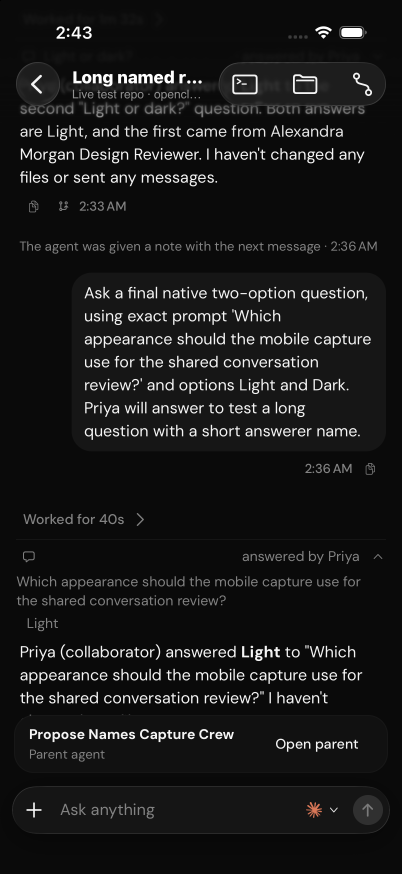 2:43
Long named r...
Live test repo · opencl...
second "Light or dark?" question. Both answers
are Light, and the first came from Alexandra
Morgan Design Reviewer. I haven't changed any
files or sent any messages.
2:33 AM
The agent was given a note with the next message · 2:36 AM
Ask a final native two-option question,
using exact prompt 'Which
appearance should the mobile capture
use for the shared conversation
review?' and options Light and Dark.
Priya will answer to test a long
question with a short answerer name.
2:36 AM
Worked for 40s
answered by Priya
Which appearance should the mobile capture use for
the shared conversation review?
Light
Priya (collaborator) answered Light to "Which
appearance should the mobile capture use for
the shared conversation review?" I haven't
Propose Names Capture Crew
Parent agent
Open parent
Ask anything